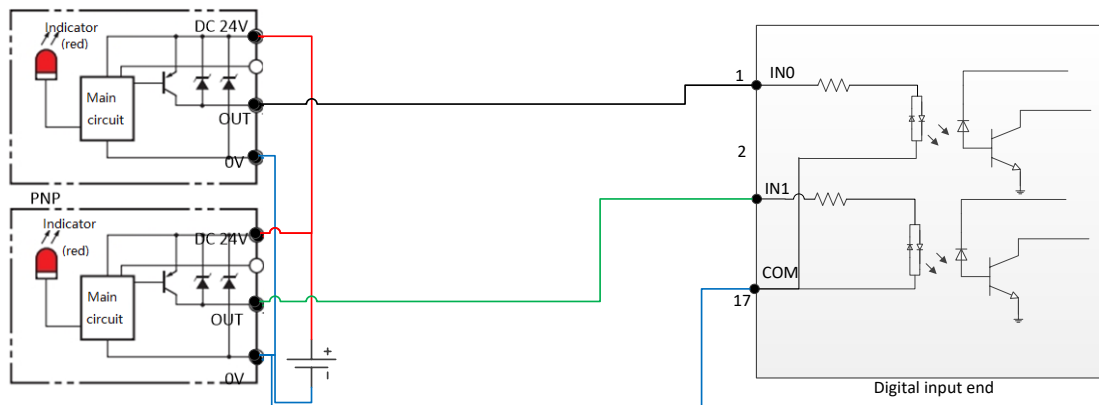 Indicator
(red)
DC 24V
Main
circuit
OUT
0V
PNP
Indicator
(red)
DC 24V
Main
circuit
OUT
0V
+
−
1
IN0
2
IN1
COM
17
Digital input end